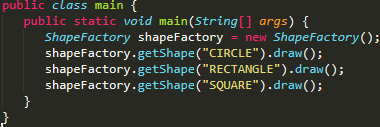 public class main {
public static void main(String[] args) {
ShapeFactory shapeFactory = new ShapeFactory();
shapeFactory.getShape("CIRCLE").draw();
shapeFactory.getShape("RECTANGLE").draw();
shapeFactory.getShape("SQUARE").draw();
}
}